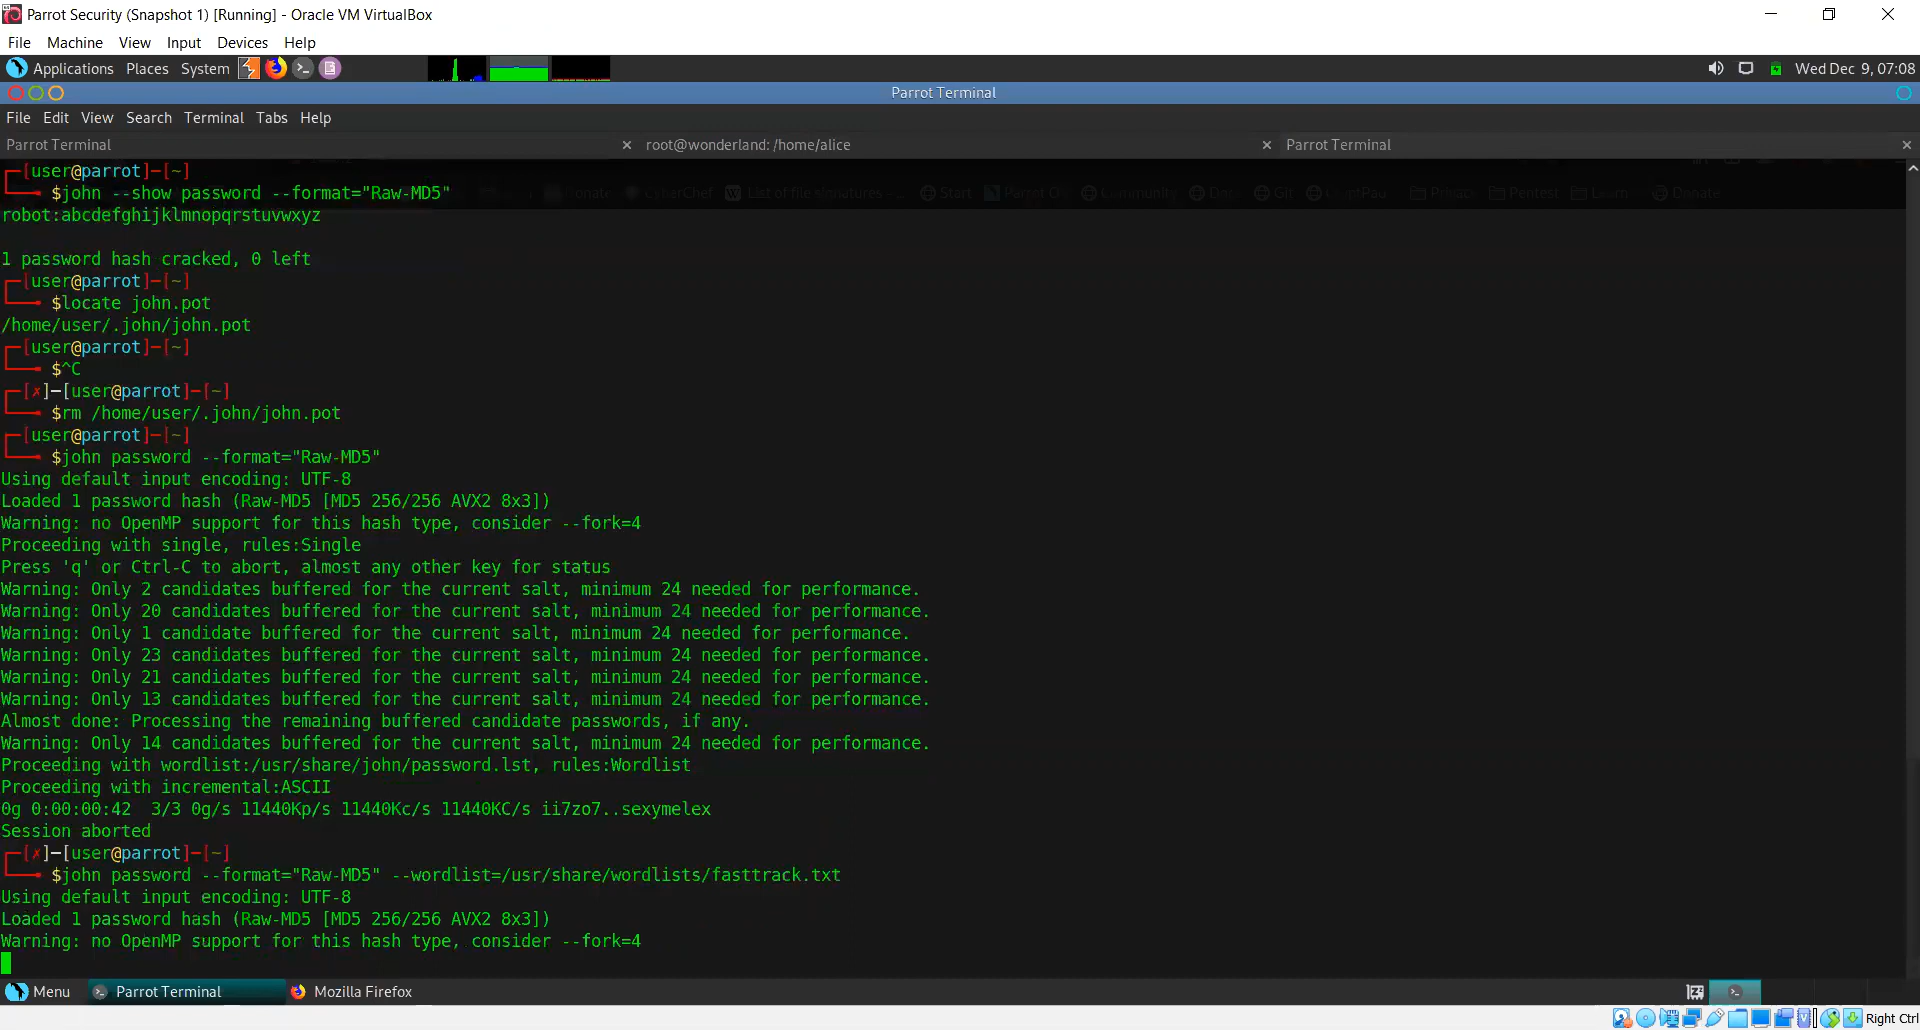 Parrot Security (Snapshot 1) [Running] - Oracle VM VirtualBox
File Machine View Input Devices Help
Applications Places System Wed Dec 9, 07:08
Parrot Terminal
File Edit View Search Terminal Tabs Help
Parrot Terminal × root@wonderland: /home/alice × Parrot Terminal ×
┌─[user@parrot]─[~]
└──╼ $john --show password --format="Raw-MD5"
CyberChef List of file signatures Start Community Git Pentest Learn Donate
robot:abcdefghijklmnopqrstuvwxyz
1 password hash cracked, 0 left
┌─[user@parrot]─[~]
└──╼ $locate john.pot
/home/user/.john/john.pot
┌─[user@parrot]─[~]
└──╼ $^C
┌─[✗]─[user@parrot]─[~]
└──╼ $rm /home/user/.john/john.pot
┌─[user@parrot]─[~]
└──╼ $john password --format="Raw-MD5"
Using default input encoding: UTF-8
Loaded 1 password hash (Raw-MD5 [MD5 256/256 AVX2 8x3])
Warning: no OpenMP support for this hash type, consider --fork=4
Proceeding with single, rules:Single
Press 'q' or Ctrl-C to abort, almost any other key for status
Warning: Only 2 candidates buffered for the current salt, minimum 24 needed for performance.
Warning: Only 20 candidates buffered for the current salt, minimum 24 needed for performance.
Warning: Only 1 candidate buffered for the current salt, minimum 24 needed for performance.
Warning: Only 23 candidates buffered for the current salt, minimum 24 needed for performance.
Warning: Only 21 candidates buffered for the current salt, minimum 24 needed for performance.
Warning: Only 13 candidates buffered for the current salt, minimum 24 needed for performance.
Almost done: Processing the remaining buffered candidate passwords, if any.
Warning: Only 14 candidates buffered for the current salt, minimum 24 needed for performance.
Proceeding with wordlist:/usr/share/john/password.lst, rules:Wordlist
Proceeding with incremental:ASCII
0g 0:00:00:42 3/3 0g/s 11440Kp/s 11440Kc/s 11440KC/s ii7zo7..sexymelex
Session aborted
┌─[✗]─[user@parrot]─[~]
└──╼ $john password --format="Raw-MD5" --wordlist=/usr/share/wordlists/fasttrack.txt
Using default input encoding: UTF-8
Loaded 1 password hash (Raw-MD5 [MD5 256/256 AVX2 8x3])
Warning: no OpenMP support for this hash type, consider --fork=4
Menu Parrot Terminal Mozilla Firefox
Right Ctrl